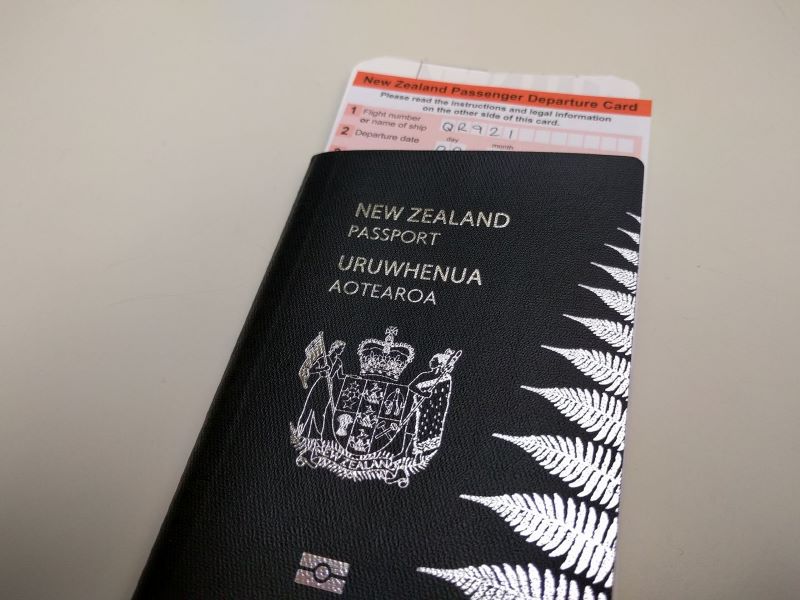 New Zealand Passenger Departure Card
Please read the instructions and legal information
on the other side of this card.
1 Flight number
or name of ship
QR921
2 Departure date
day month
NEW ZEALAND
PASSPORT
URUWHENUA
AOTEAROA
NEW ZEALAND